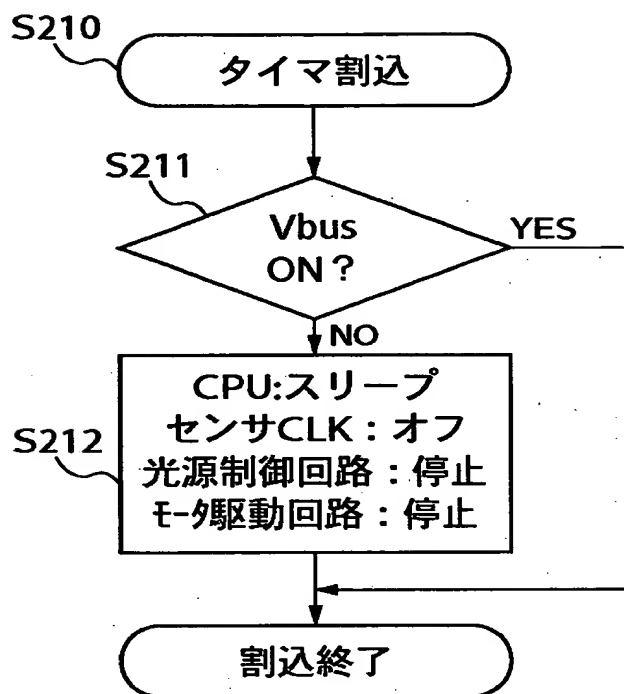 S210
タイマ割込
S211
Vbus
ON?
YES
NO
S212
CPU:スリープ
センサCLK:オフ
光源制御回路:停止
モータ駆動回路:停止
割込終了